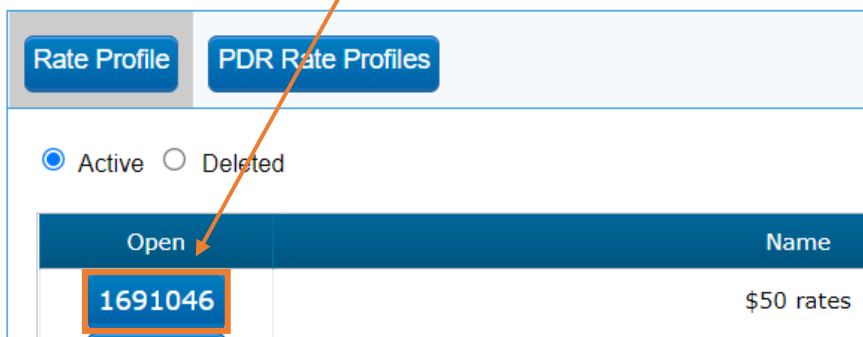 Rate Profile PDR Rate Profiles
Active Deleted
Open Name
1691046 $50 rates